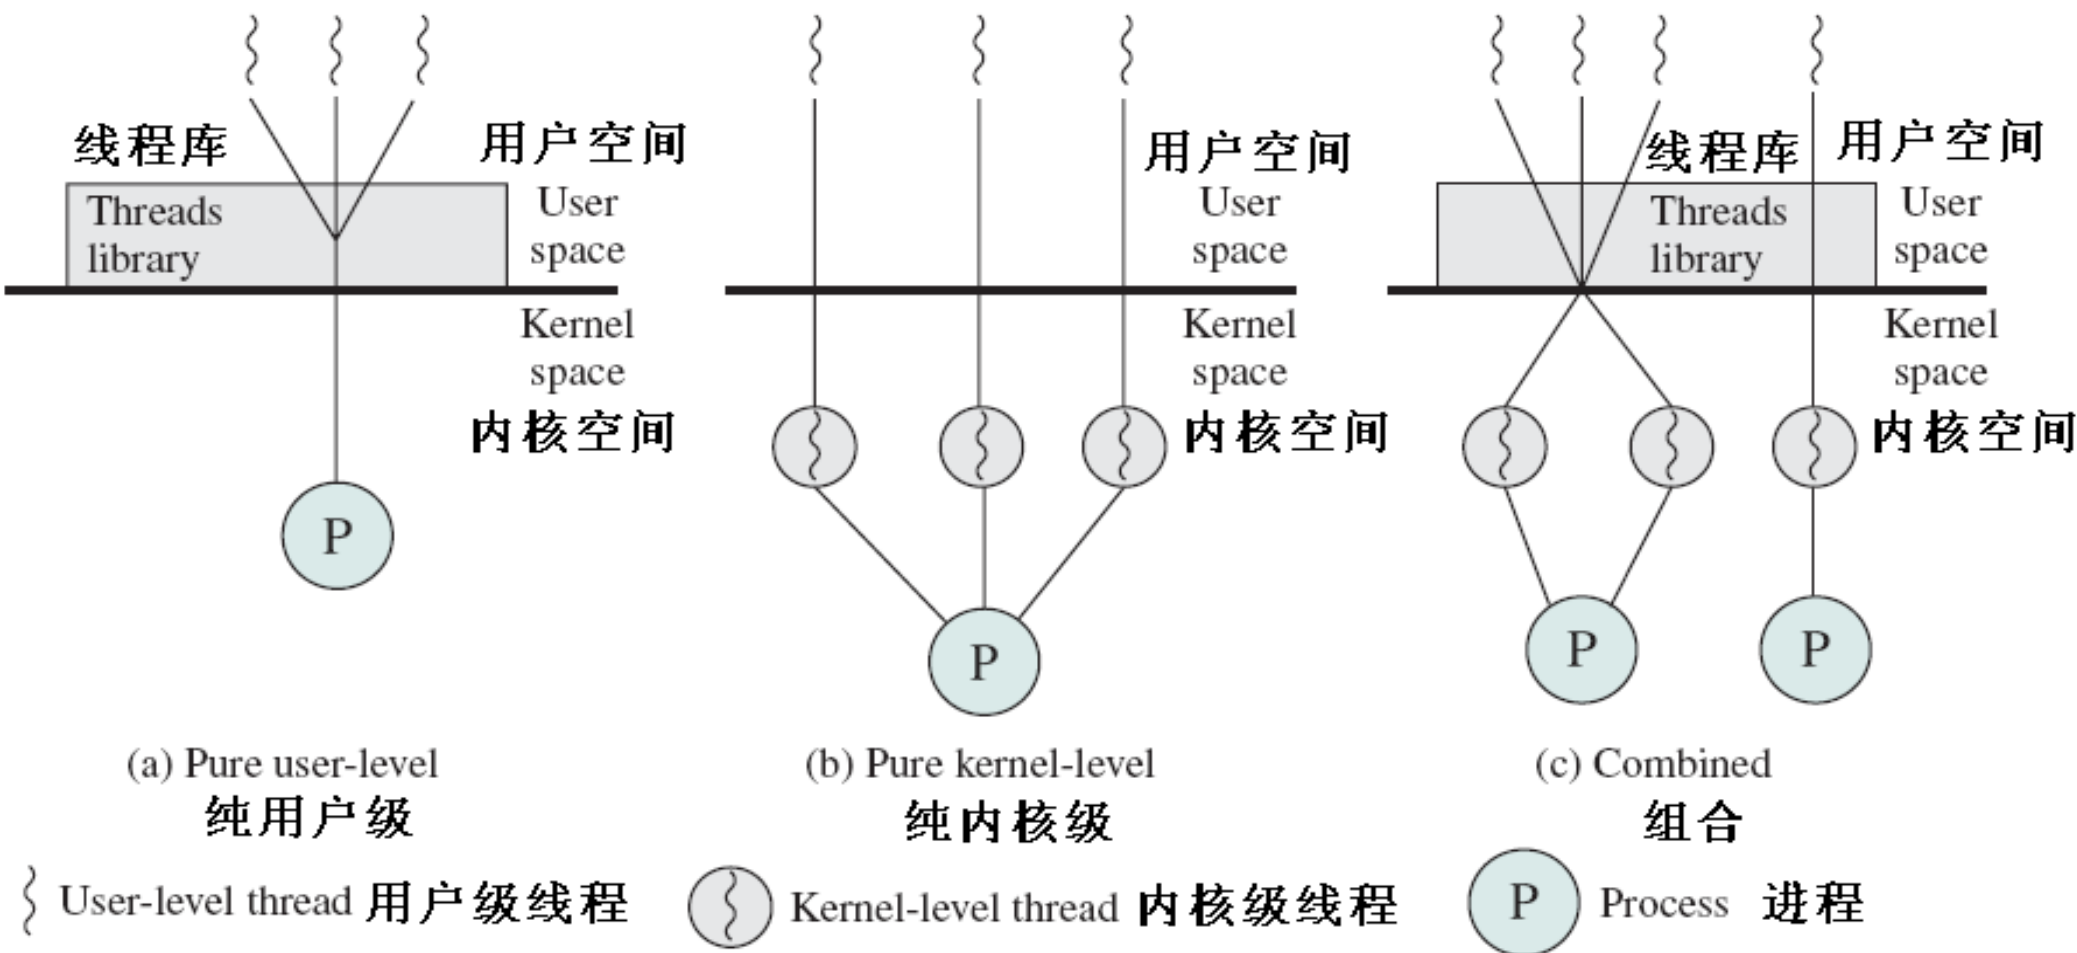 线程库
用户空间
Threads
library
User
space
Kernel
space
内核空间
P
用户空间
User
space
Kernel
space
内核空间
P
线程库
用户空间
Threads
library
User
space
Kernel
space
内核空间
P
P
(a) Pure user-level
纯用户级
(b) Pure kernel-level
纯内核级
(c) Combined
组合
User-level thread 用户级线程
Kernel-level thread 内核级线程
P Process 进程